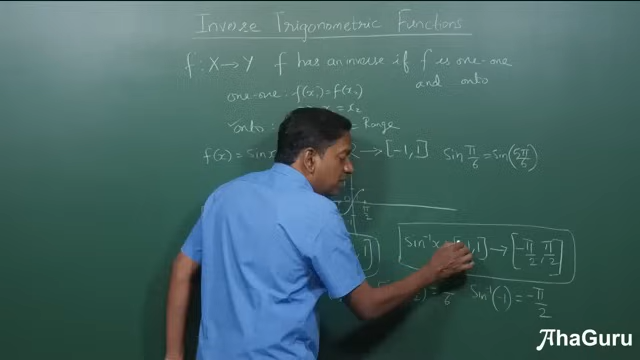 Inverse Trigonometric Functions
f : X → Y f has an inverse if f is one-one
and onto
one-one : f(x₁) = f(x₂)
= x₂
onto : = Range
f(x) = sin x → [-1, 1] sin π/6 = sin(5π/6)
π/2
sin⁻¹x , 1] → [-π/2, π/2]
sin⁻¹(-1) = -π/2
AhaGuru